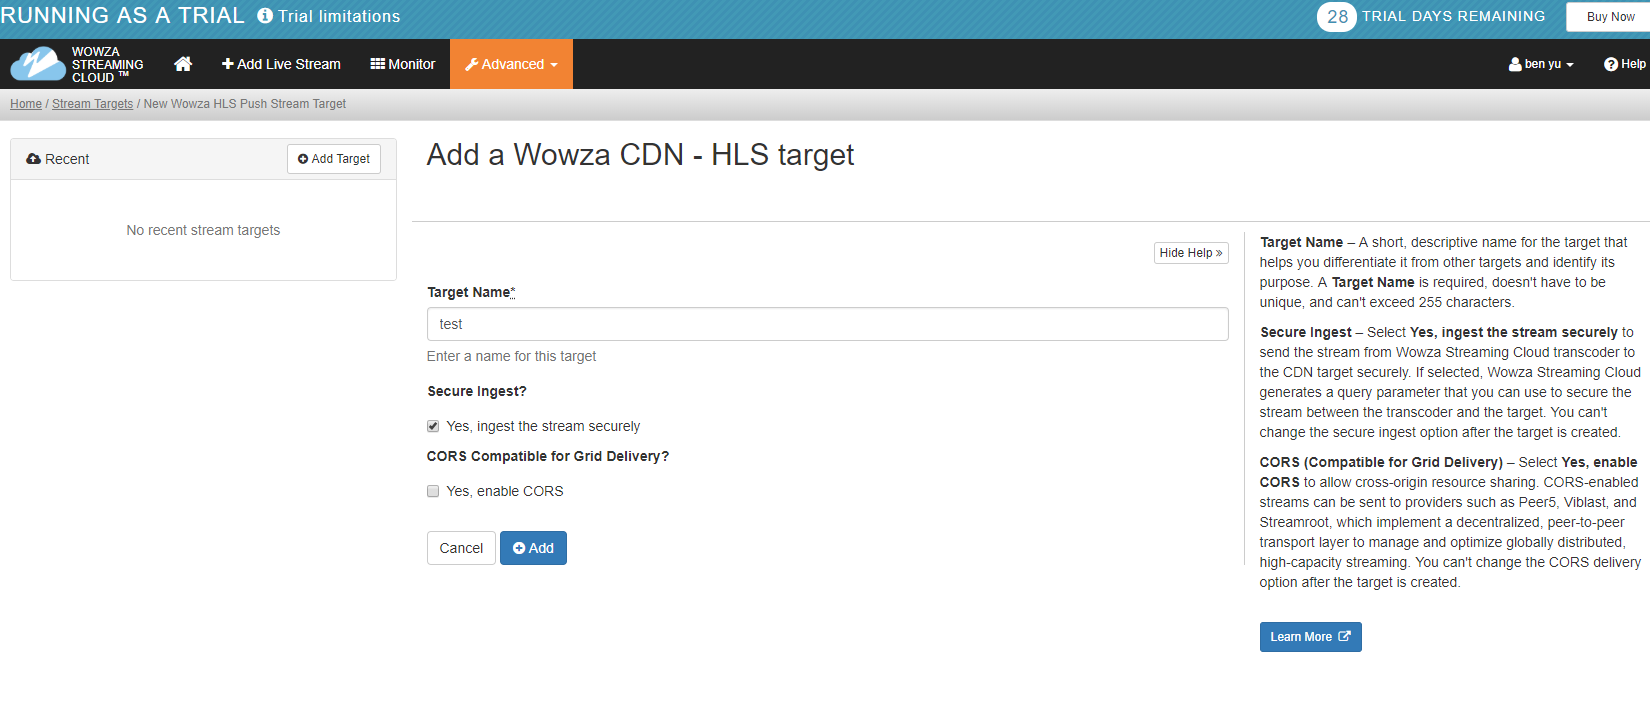 RUNNING AS A TRIAL Trial limitations
28 TRIAL DAYS REMAINING Buy Now
WOWZA
STREAMING
CLOUD ™
Add Live Stream Monitor Advanced ben yu Help
Home / Stream Targets / New Wowza HLS Push Stream Target
Recent Add Target
No recent stream targets
Add a Wowza CDN - HLS target
Hide Help »
Target Name*
test
Enter a name for this target
Secure Ingest?
Yes, ingest the stream securely
CORS Compatible for Grid Delivery?
Yes, enable CORS
Cancel Add
Target Name – A short, descriptive name for the target that
helps you differentiate it from other targets and identify its
purpose. A Target Name is required, doesn't have to be
unique, and can't exceed 255 characters.
Secure Ingest – Select Yes, ingest the stream securely to
send the stream from Wowza Streaming Cloud transcoder to
the CDN target securely. If selected, Wowza Streaming Cloud
generates a query parameter that you can use to secure the
stream between the transcoder and the target. You can't
change the secure ingest option after the target is created.
CORS (Compatible for Grid Delivery) – Select Yes, enable
CORS to allow cross-origin resource sharing. CORS-enabled
streams can be sent to providers such as Peer5, Viblast, and
Streamroot, which implement a decentralized, peer-to-peer
transport layer to manage and optimize globally distributed,
high-capacity streaming. You can't change the CORS delivery
option after the target is created.
Learn More